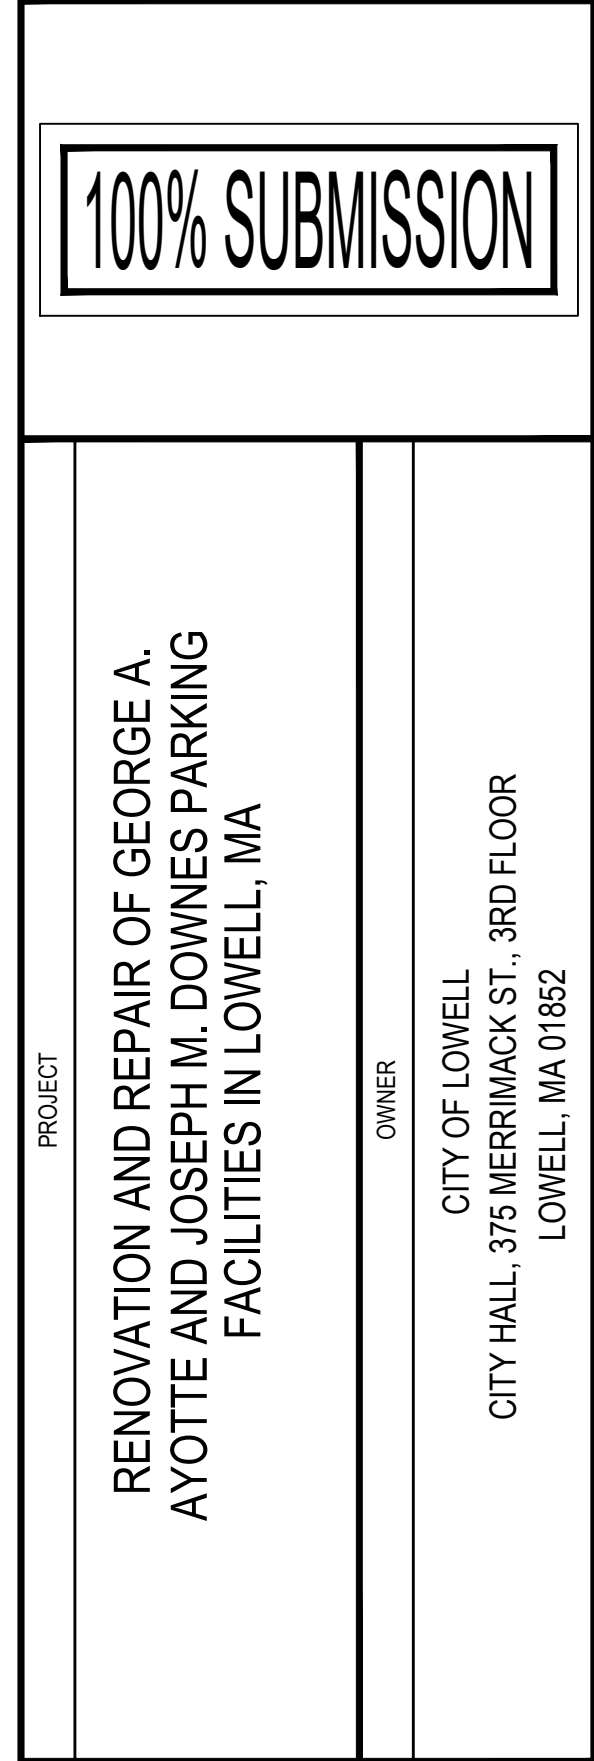 100% SUBMISSION
PROJECT
RENOVATION AND REPAIR OF GEORGE A.
AYOTTE AND JOSEPH M. DOWNES PARKING
FACILITIES IN LOWELL, MA
OWNER
CITY OF LOWELL
CITY HALL, 375 MERRIMACK ST., 3RD FLOOR
LOWELL, MA 01852